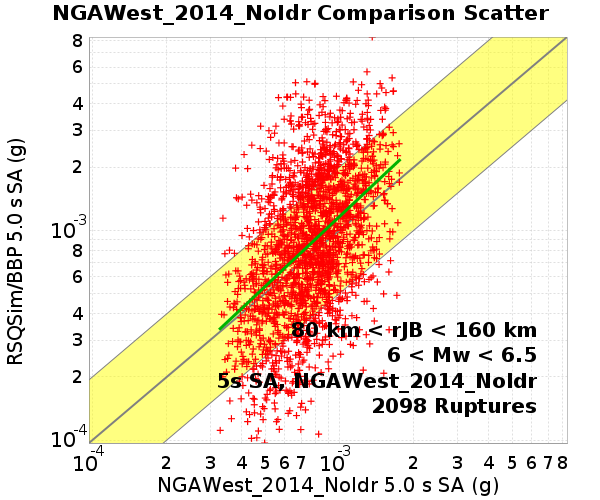 NGAWest_2014_NoIdr Comparison Scatter
8
6
4
3
2
10-3
8
6
4
3
2
10-4
RSQSim/BBP 5.0 s SA (g)
80 km < rJB < 160 km
6 < Mw < 6.5
5s SA, NGAWest_2014_NoIdr
2098 Ruptures
10-4 2 3 4 5 6 7 10-3 2 3 4 5 6 7 8
NGAWest_2014_NoIdr 5.0 s SA (g)